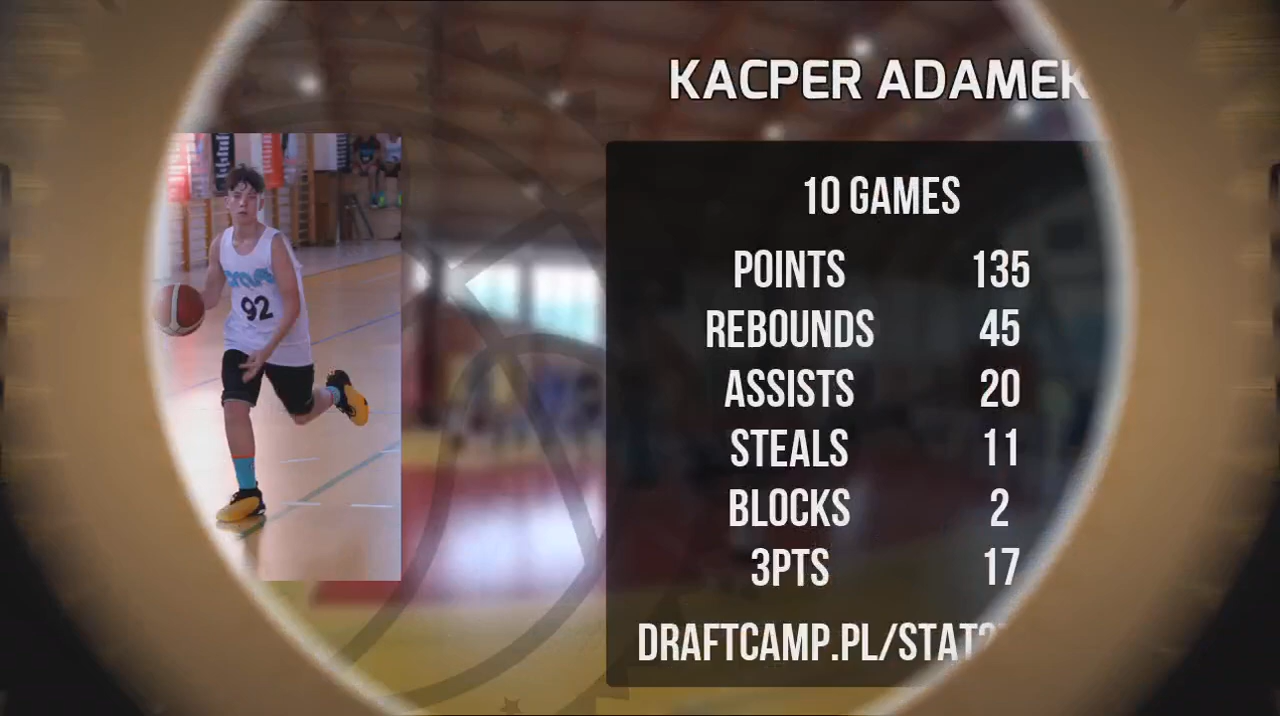 KACPER ADAMEK
10 GAMES
POINTS 135
REBOUNDS 45
ASSISTS 20
STEALS 11
BLOCKS 2
3PTS 17
92